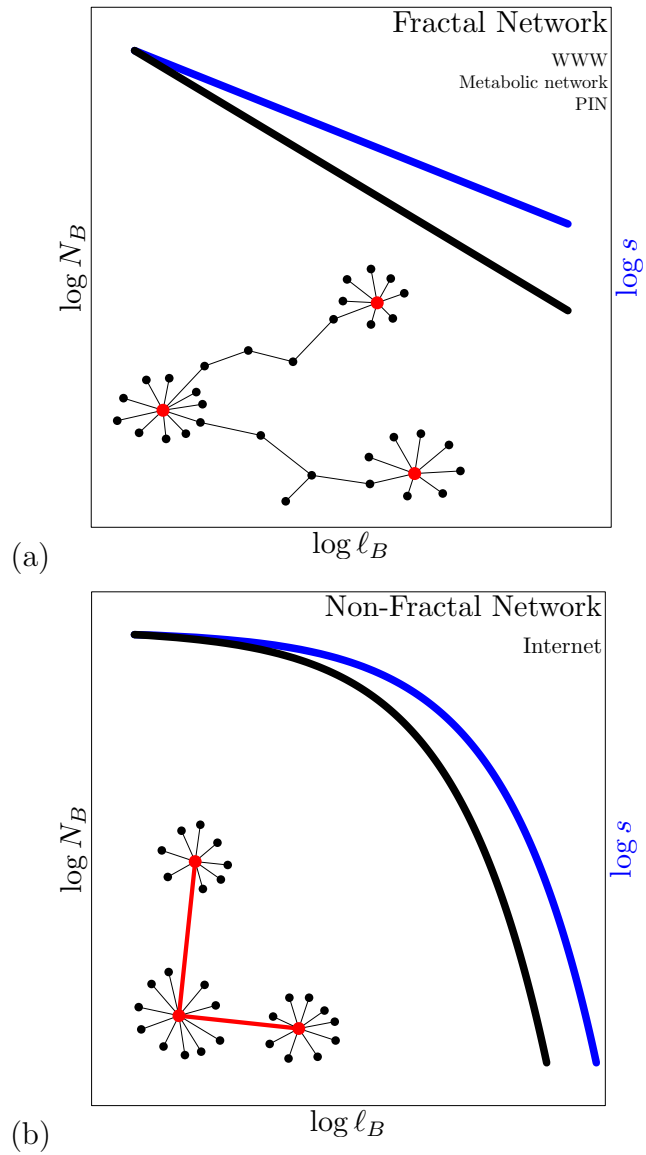 Fractal Network
WWW
Metabolic network
PIN
log N_B
log s
log ℓ_B
(a)
Non-Fractal Network
Internet
log N_B
log s
log ℓ_B
(b)